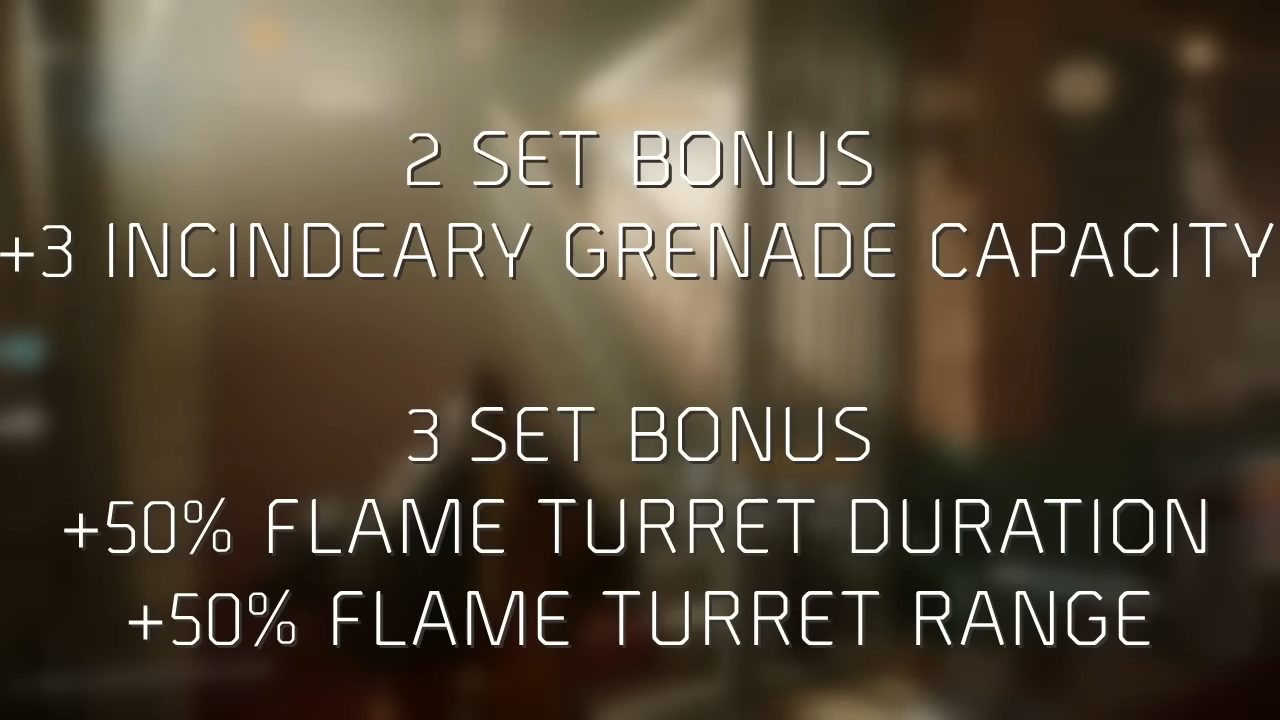 2 SET BONUS
+3 INCINDEARY GRENADE CAPACITY
3 SET BONUS
+50% FLAME TURRET DURATION
+50% FLAME TURRET RANGE